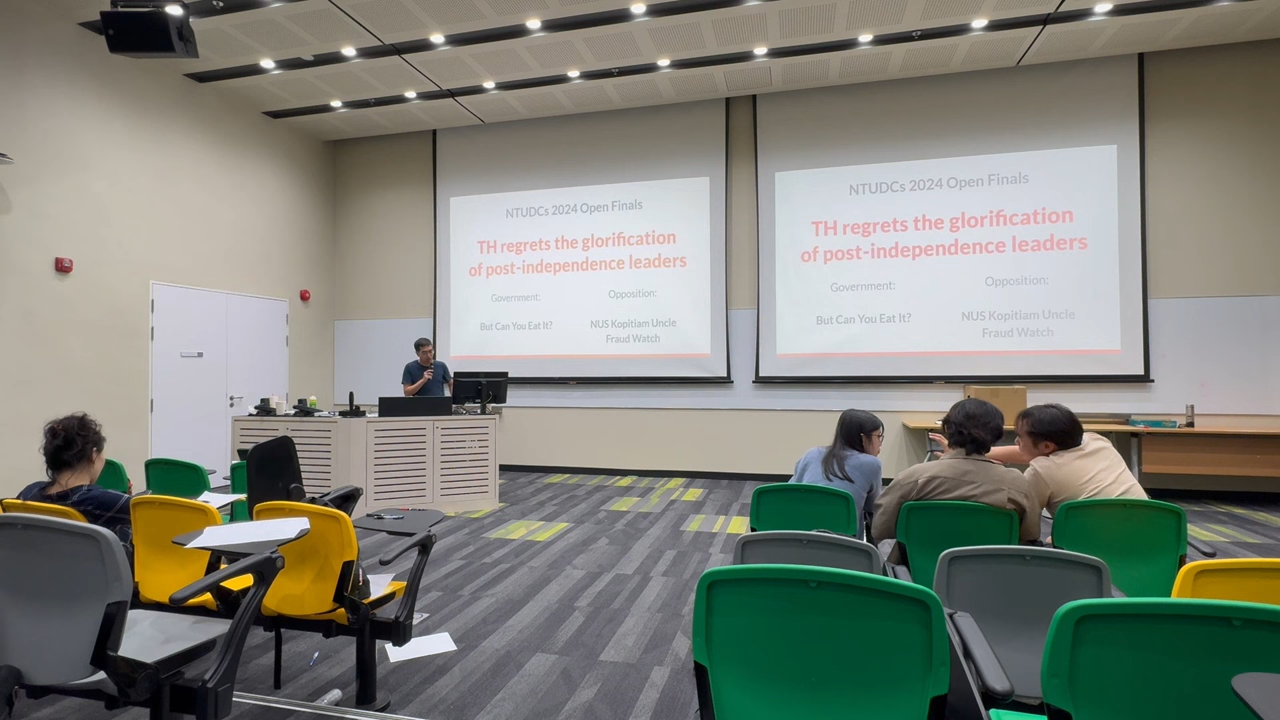 NTUDCs 2024 Open Finals
TH regrets the glorification
of post-independence leaders
Government:
Opposition:
But Can You Eat It?
NUS Kopitiam Uncle
Fraud Watch
NTUDCs 2024 Open Finals
TH regrets the glorification
of post-independence leaders
Government:
Opposition:
But Can You Eat It?
NUS Kopitiam Uncle
Fraud Watch